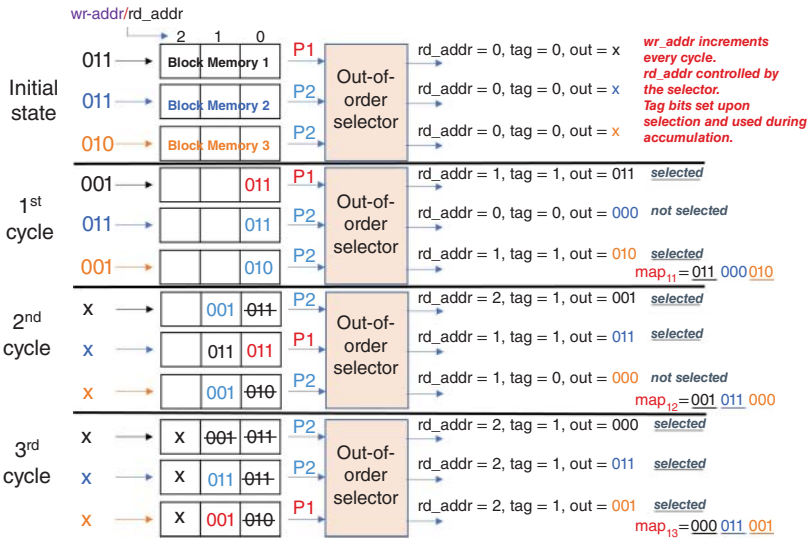 wr-addr/rd_addr
2 1 0
Initial state
011 Block Memory 1 P1
011 Block Memory 2 P2
010 Block Memory 3 P2
Out-of-order selector
rd_addr = 0, tag = 0, out = x
rd_addr = 0, tag = 0, out = x
rd_addr = 0, tag = 0, out = x
wr_addr increments
every cycle.
rd_addr controlled by
the selector.
Tag bits set upon
selection and used during
accumulation.
1st cycle
001 011 P1
011 011 P2
001 010 P2
Out-of-order selector
rd_addr = 1, tag = 1, out = 011 selected
rd_addr = 0, tag = 0, out = 000 not selected
rd_addr = 1, tag = 1, out = 010 selected
map11=011 000 010
2nd cycle
x 001 011 P2
x 011 011 P1
x 001 010 P2
Out-of-order selector
rd_addr = 2, tag = 1, out = 001 selected
rd_addr = 1, tag = 1, out = 011 selected
rd_addr = 1, tag = 0, out = 000 not selected
map12=001 011 000
3rd cycle
x x 001 011 P2
x x 011 011 P2
x x 001 010 P1
Out-of-order selector
rd_addr = 2, tag = 1, out = 000 selected
rd_addr = 2, tag = 1, out = 011 selected
rd_addr = 2, tag = 1, out = 001 selected
map13=000 011 001